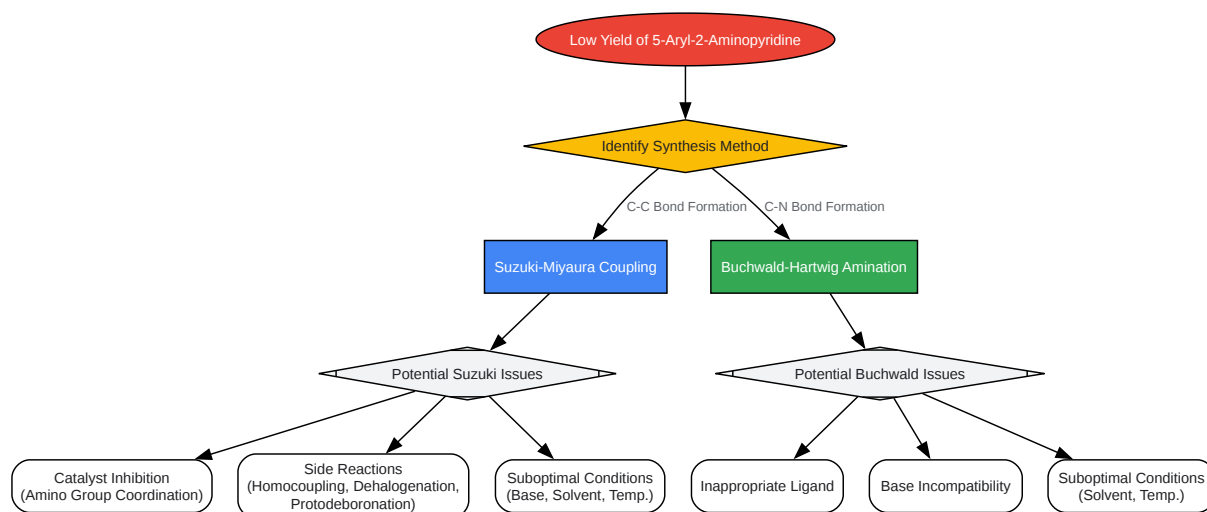 Low Yield of 5-Aryl-2-Aminopyridine
Identify Synthesis Method
C-C Bond Formation
C-N Bond Formation
Suzuki-Miyaura Coupling
Buchwald-Hartwig Amination
Potential Suzuki Issues
Potential Buchwald Issues
Catalyst Inhibition
(Amino Group Coordination)
Side Reactions
(Homocoupling, Dehalogenation,
Protodeboronation)
Suboptimal Conditions
(Base, Solvent, Temp.)
Inappropriate Ligand
Base Incompatibility
Suboptimal Conditions
(Solvent, Temp.)